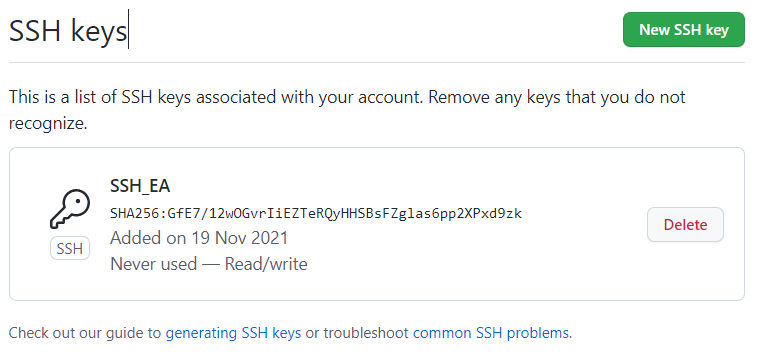 SSH keys
New SSH key
This is a list of SSH keys associated with your account. Remove any keys that you do not
recognize.
SSH_EA
SHA256:GfE7/12wOGvrIiEZTeRQyHHSBsFZglas6pp2XPxd9zk
Added on 19 Nov 2021
Never used — Read/write
SSH
Delete
Check out our guide to generating SSH keys or troubleshoot common SSH problems.